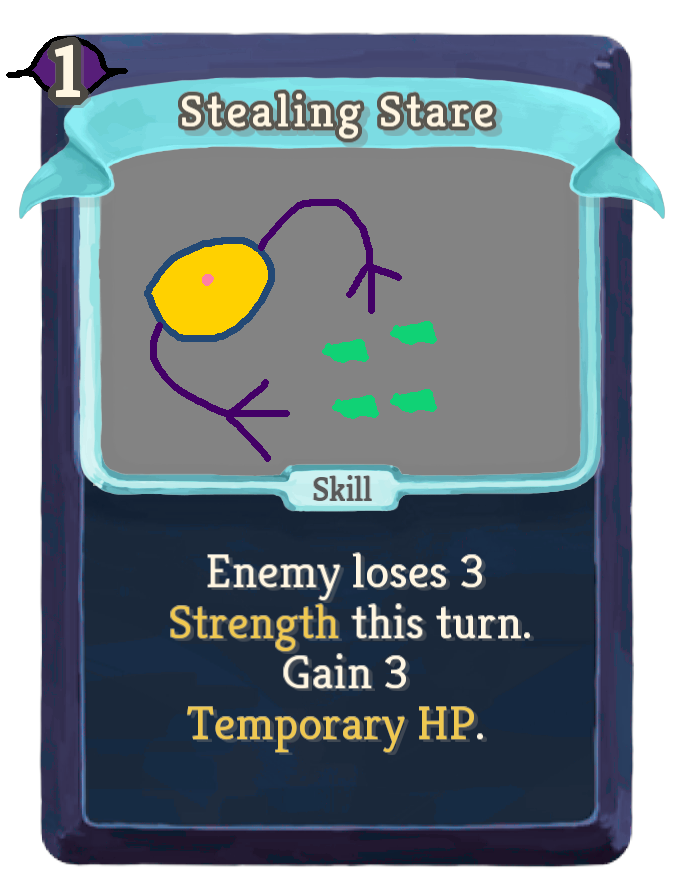 1
Stealing Stare
Skill
Enemy loses 3
Strength this turn.
Gain 3
Temporary HP.